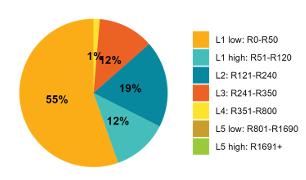 1%
12%
19%
55%
12%
L1 low: R0-R50
L1 high: R51-R120
L2: R121-R240
L3: R241-R350
L4: R351-R800
L5 low: R801-R1690
L5 high: R1691+